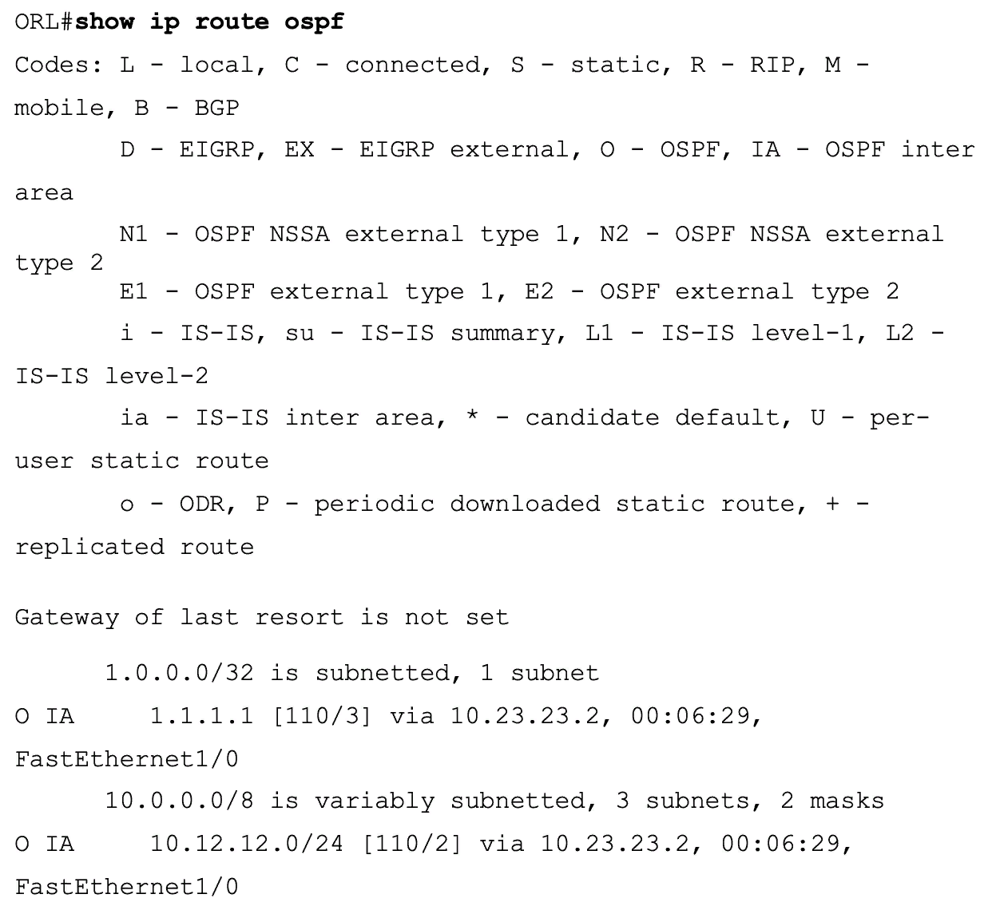 ORL#show ip route ospf
Codes: L - local, C - connected, S - static, R - RIP, M -
mobile, B - BGP
D - EIGRP, EX - EIGRP external, O - OSPF, IA - OSPF inter
area
N1 - OSPF NSSA external type 1, N2 - OSPF NSSA external
type 2
E1 - OSPF external type 1, E2 - OSPF external type 2
i - IS-IS, su - IS-IS summary, L1 - IS-IS level-1, L2 -
IS-IS level-2
ia - IS-IS inter area, * - candidate default, U - per-
user static route
o - ODR, P - periodic downloaded static route, + -
replicated route
Gateway of last resort is not set
1.0.0.0/32 is subnetted, 1 subnet
O IA 1.1.1.1 [110/3] via 10.23.23.2, 00:06:29,
FastEthernet1/0
10.0.0.0/8 is variably subnetted, 3 subnets, 2 masks
O IA 10.12.12.0/24 [110/2] via 10.23.23.2, 00:06:29,
FastEthernet1/0